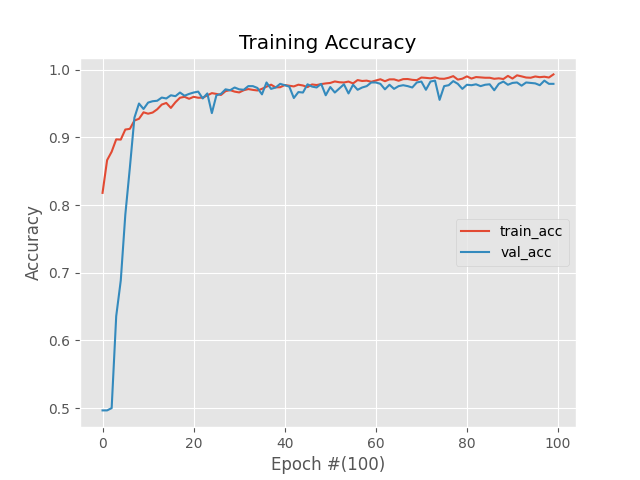 Training Accuracy
1.0
0.9
0.8
0.7
0.6
0.5
Accuracy
train_acc
val_acc
0 20 40 60 80 100
Epoch #(100)